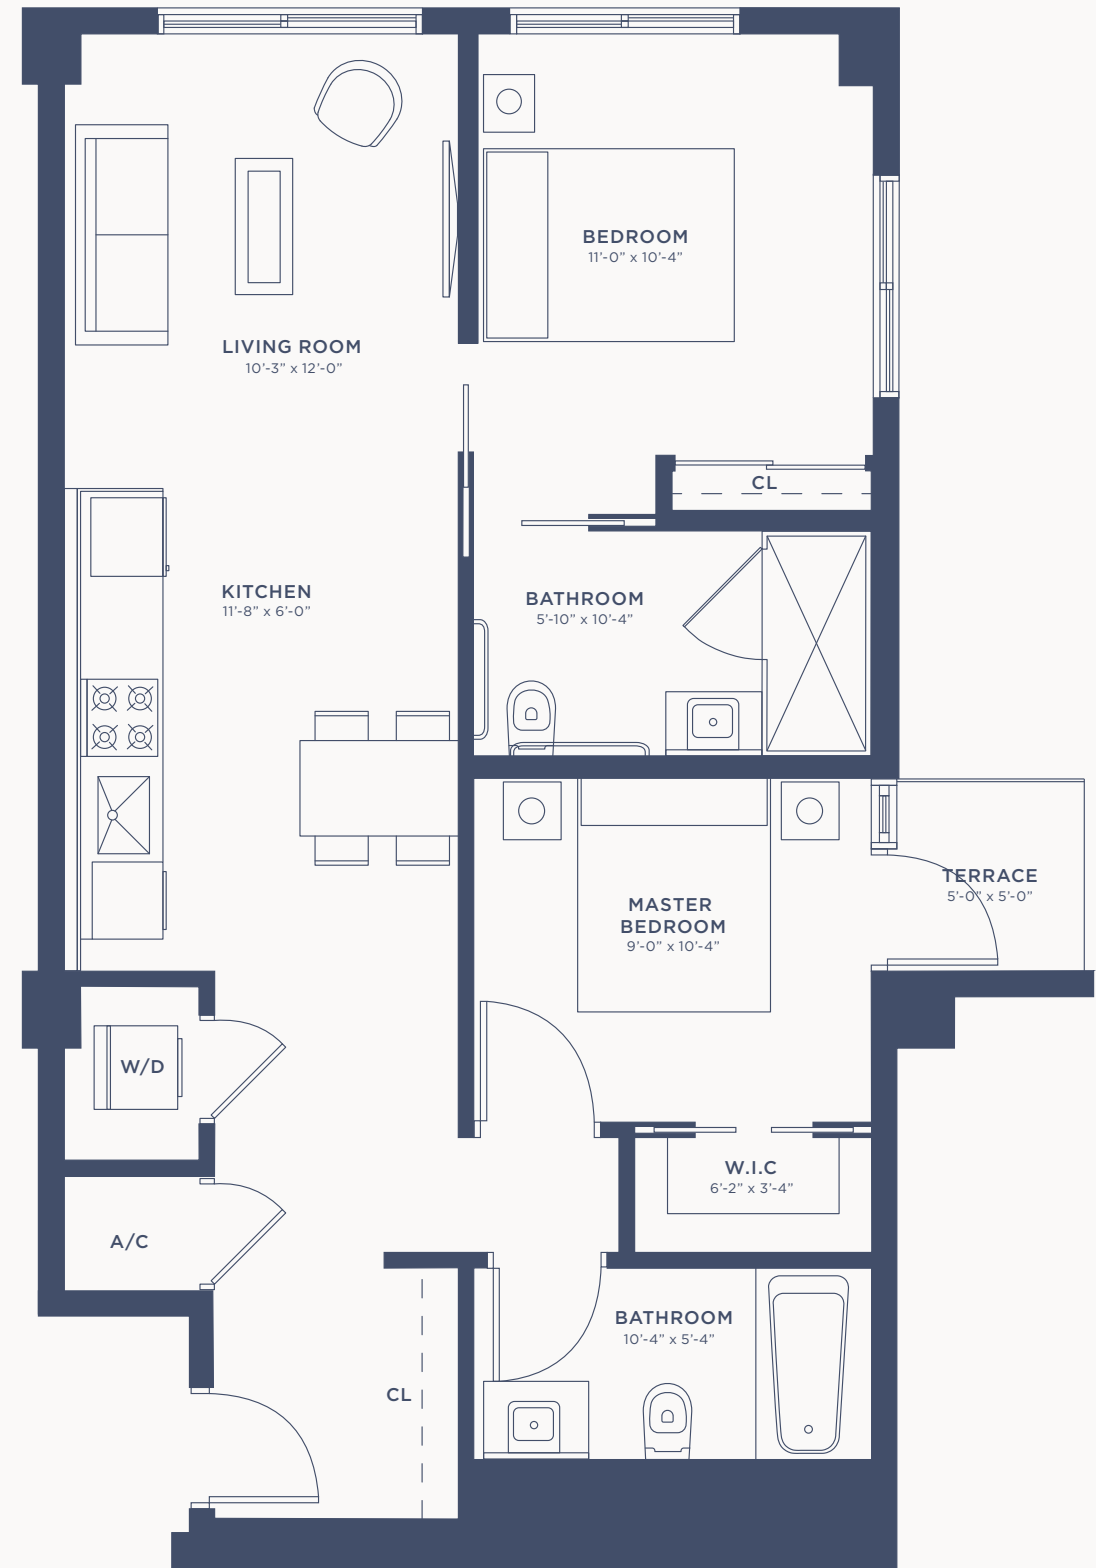 BEDROOM
11'-0" x 10'-4"
LIVING ROOM
10'-3" x 12'-0"
CL
KITCHEN
11'-8" x 6'-0"
BATHROOM
5'-10" x 10'-4"
TERRACE
5'-0" x 5'-0"
MASTER
BEDROOM
9'-0" x 10'-4"
W/D
W.I.C
6'-2" x 3'-4"
A/C
BATHROOM
10'-4" x 5'-4"
CL